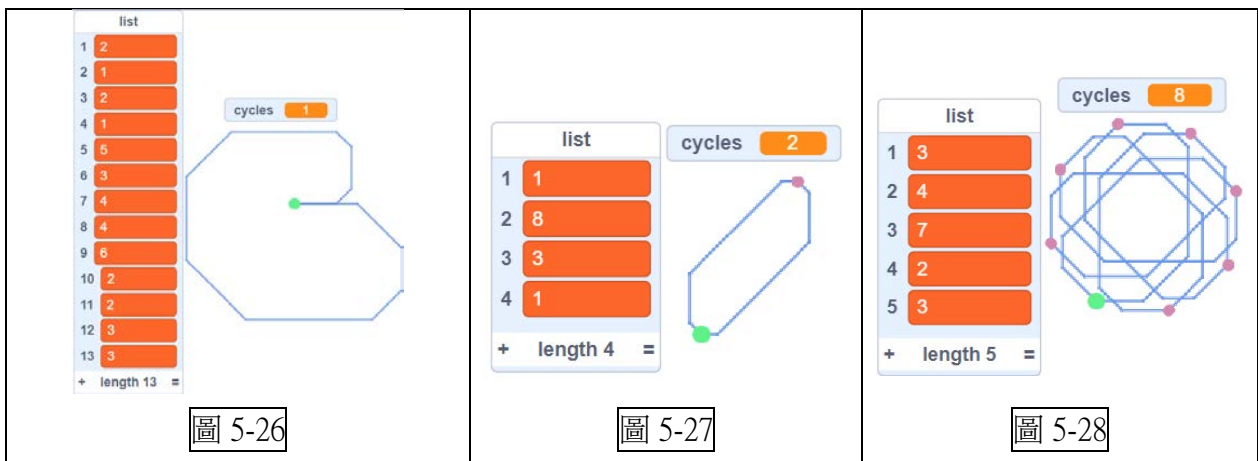 list
1 2
2 1
3 2
4 1
5 5
6 3
7 4
8 4
9 6
10 2
11 2
12 3
13 3
+ length 13 =
cycles 1
圖 5-26
list
1 1
2 8
3 3
4 1
+ length 4 =
cycles 2
圖 5-27
list
1 3
2 4
3 7
4 2
5 3
+ length 5 =
cycles 8
圖 5-28